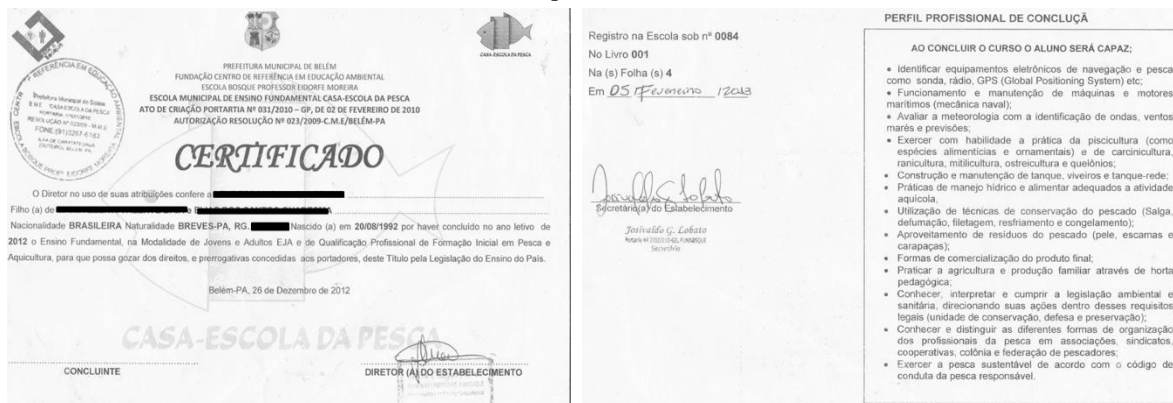 CASA-ESCOLA DA PESCA
PREFEITURA MUNICIPAL DE BELÉM
FUNDAÇÃO CENTRO DE REFERÊNCIA EM EDUCAÇÃO AMBIENTAL
ESCOLA BOSQUE PROFESSOR EIDORFE MOREIRA
ESCOLA MUNICIPAL DE ENSINO FUNDAMENTAL CASA-ESCOLA DA PESCA
ATO DE CRIAÇÃO PORTARTIA Nº 031/2010 – GP, DE 02 DE FEVEREIRO DE 2010
AUTORIZAÇÃO RESOLUÇÃO Nº 023/2009-C.M.E/BELÉM-PA
Prefeitura Municipal de Belém
FONE:(91)3267-6183
CERTIFICADO
O Diretor no uso de suas atribuições confere a
Filho (a) de
Nacionalidade BRASILEIRA Naturalidade BREVES-PA, RG. Nascido (a) em 20/08/1992 por haver concluído no ano letivo de
2012 o Ensino Fundamental, na Modalidade de Jovens e Adultos EJA e de Qualificação Profissional de Formação Inicial em Pesca e
Aquicultura, para que possa gozar dos direitos, e prerrogativas concedidas aos portadores, deste Título pela Legislação do Ensino do País.
Belém-PA, 26 de Dezembro de 2012
CASA-ESCOLA DA PESCA
CONCLUINTE
DIRETOR (A) DO ESTABELECIMENTO
Registro na Escola sob nº 0084
No Livro 001
Na (s) Folha (s) 4
Em 05 / Fevereiro / 2013
Secretário(a) do Estabelecimento
Josivaldo G. Lobato
Secretário
PERFIL PROFISSIONAL DE CONCLUÇÃ
AO CONCLUIR O CURSO O ALUNO SERÁ CAPAZ;
• Identificar equipamentos eletrônicos de navegação e pesca
como sonda, rádio, GPS (Global Positioning System) etc;
• Funcionamento e manutenção de máquinas e motores
marítimos (mecânica naval);
• Avaliar a meteorologia com a identificação de ondas, ventos
marés e previsões;
• Exercer com habilidade a prática da piscicultura (como
espécies alimentícias e ornamentais) e de carcinicultura,
ranicultura, mitilicultura, ostreicultura e quelônios;
• Construção e manutenção de tanque, viveiros e tanque-rede;
• Práticas de manejo hídrico e alimentar adequados a atividade
aquícola,
• Utilização de técnicas de conservação do pescado (Salga,
defumação, filetagem, resfriamento e congelamento);
• Aproveitamento de resíduos do pescado (pele, escamas e
carapaças);
• Formas de comercialização do produto final;
• Praticar a agricultura e produção familiar através de horta
pedagógica;
• Conhecer, interpretar e cumprir a legislação ambiental e
sanitária, direcionando suas ações dentro desses requisitos
legais (unidade de conservação, defesa e preservação);
• Conhecer e distinguir as diferentes formas de organização
dos profissionais da pesca em associações, sindicatos,
cooperativas, colônia e federação de pescadores;
• Exercer a pesca sustentável de acordo com o código de
conduta da pesca responsável.